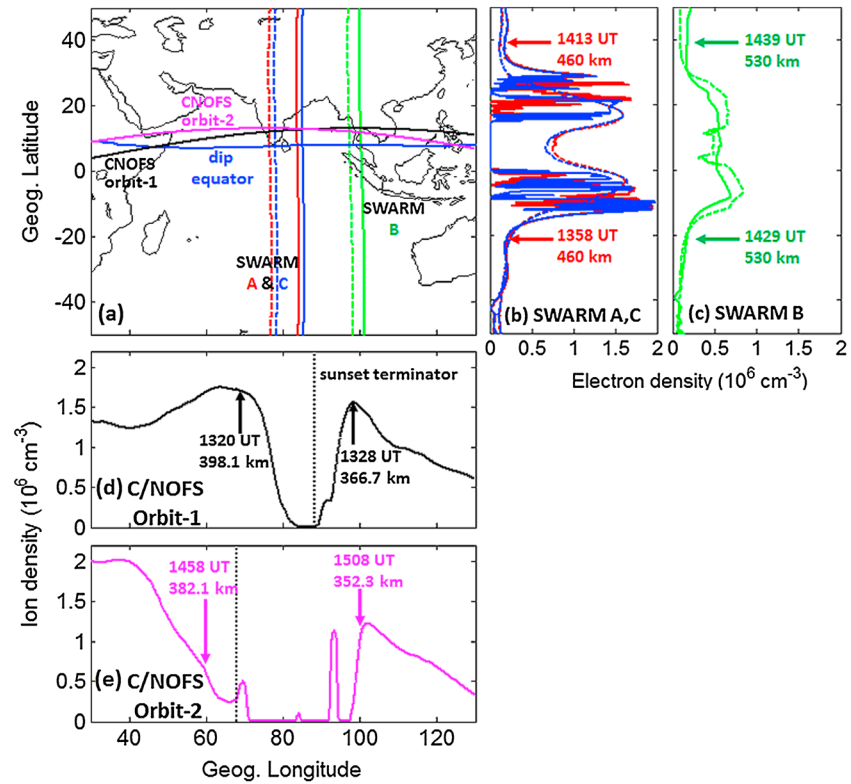 40
20
0
-20
-40
Geog. Latitude
CNOFS
orbit-2
CNOFS
orbit-1
dip
equator
SWARM
B
SWARM
A & C
(a)
1413 UT
460 km
1358 UT
460 km
(b) SWARM A,C
0
0.5
1
1.5
2
1439 UT
530 km
1429 UT
530 km
(c) SWARM B
0
0.5
1
1.5
2
Electron density (10⁶ cm⁻³)
2
1.5
1
0.5
0
sunset terminator
1320 UT
398.1 km
1328 UT
366.7 km
(d) C/NOFS
Orbit-1
Ion density (10⁶ cm⁻³)
2
1.5
1
0.5
0
1458 UT
382.1 km
1508 UT
352.3 km
(e) C/NOFS
Orbit-2
40
60
80
100
120
Geog. Longitude